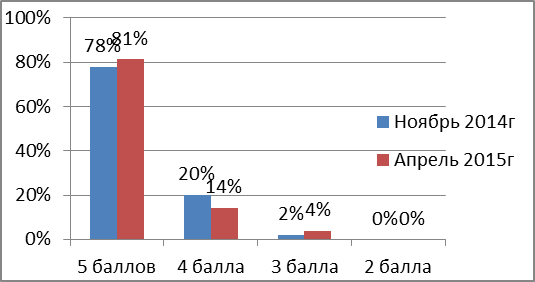 100%
80%
60%
40%
20%
0%
78%
81%
20%
14%
2%
4%
0%
0%
5 баллов
4 балла
3 балла
2 балла
Ноябрь 2014г
Апрель 2015г